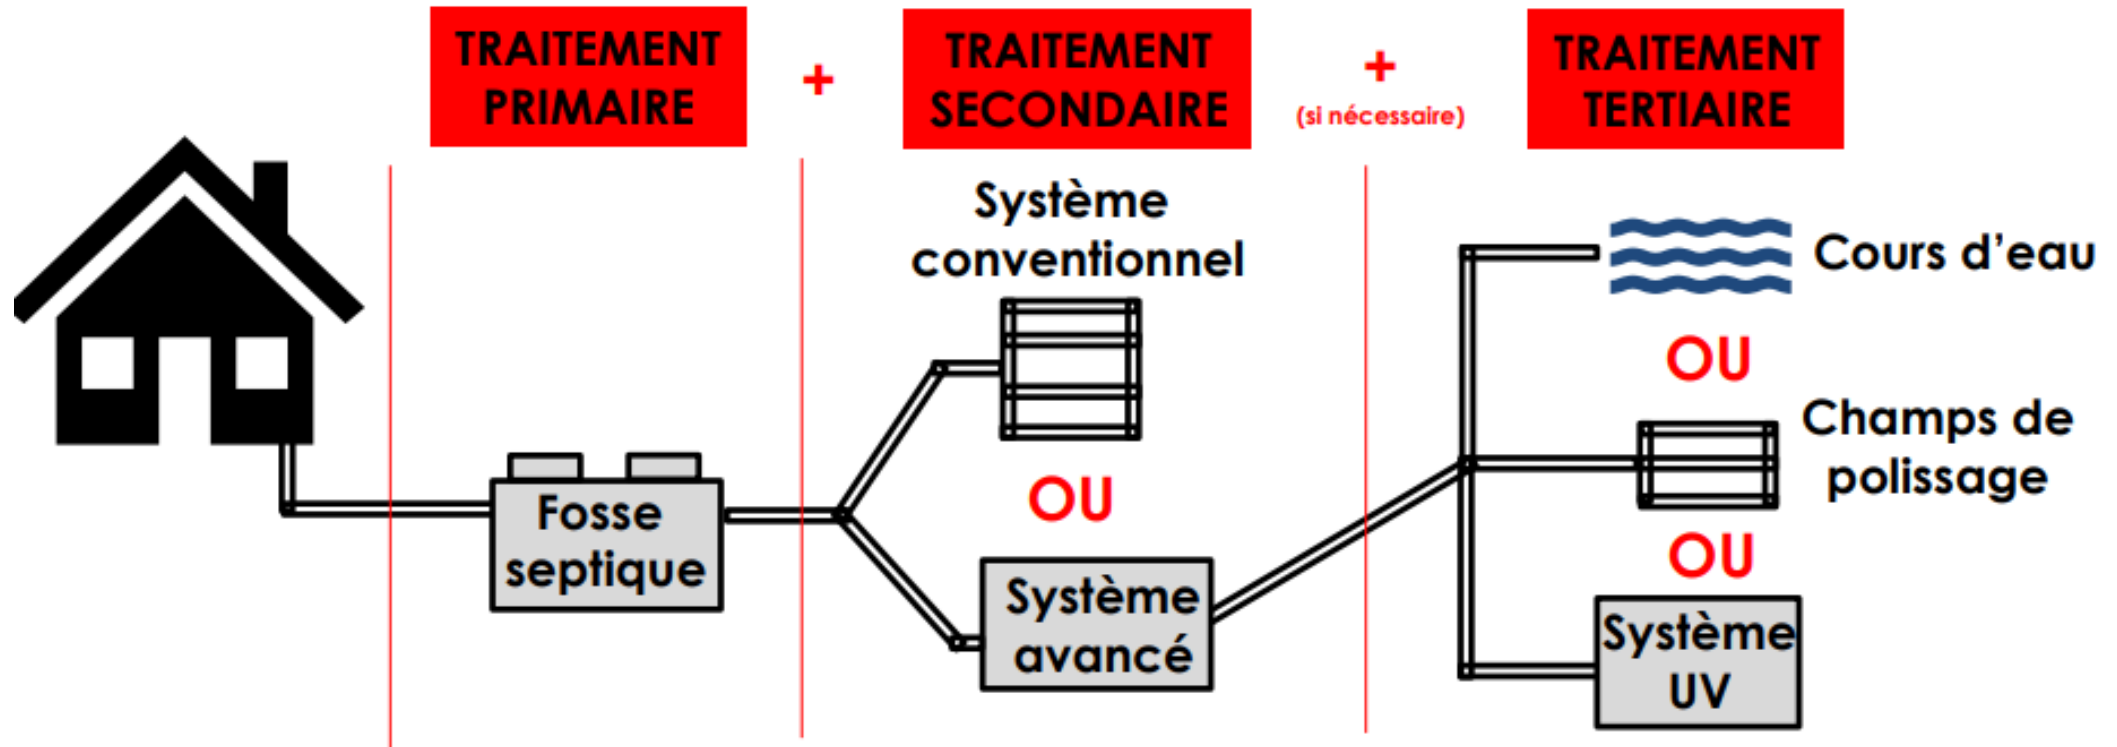 TRAITEMENT
PRIMAIRE
+
TRAITEMENT
SECONDAIRE
+
(si nécessaire)
TRAITEMENT
TERTIAIRE
Fosse
septique
Système
conventionnel
OU
Système
avancé
Cours d'eau
OU
Champs de
polissage
OU
Système
UV